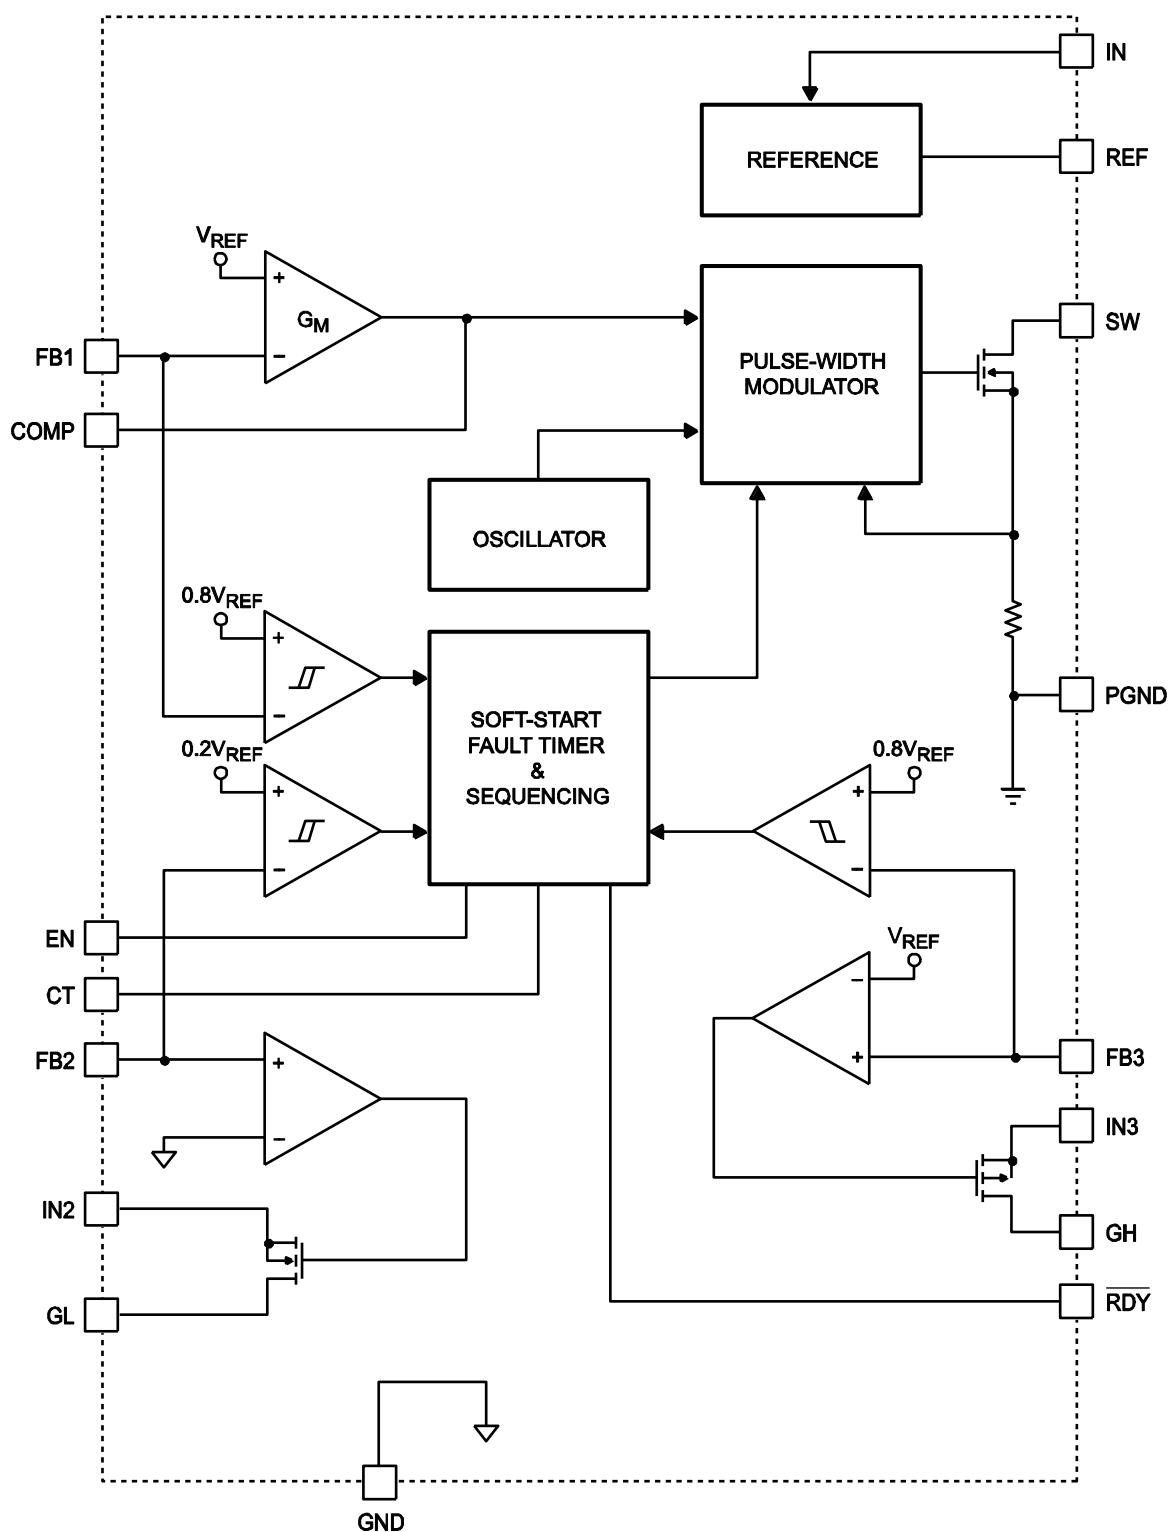 IN
REFERENCE
REF
VREF
+
GM
−
FB1
COMP
PULSE-WIDTH
MODULATOR
SW
OSCILLATOR
0.8VREF
+
−
SOFT-START
FAULT TIMER
&
SEQUENCING
PGND
0.2VREF
+
−
0.8VREF
+
−
EN
CT
VREF
−
+
FB2
+
−
FB3
IN3
IN2
GH
GL
RDY
GND